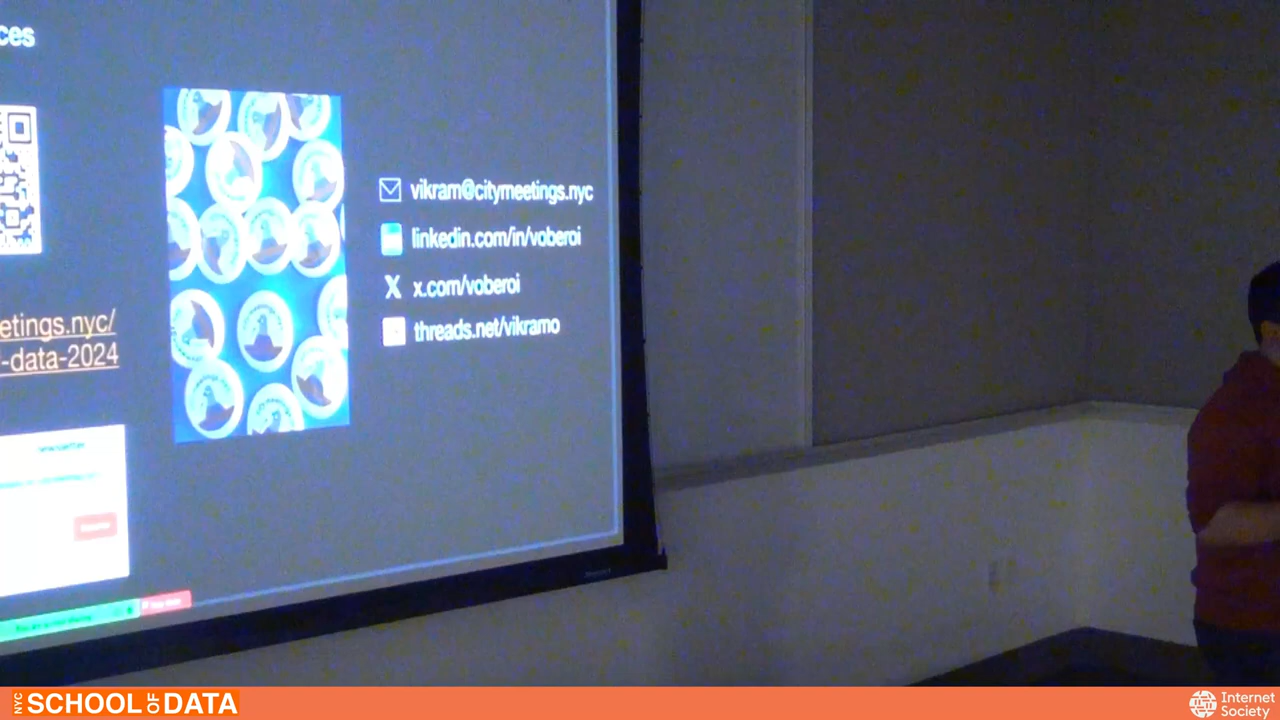 ces
vikram@citymeetings.nyc
linkedin.com/in/voberoi
X x.com/voberoi
threads.net/vikramo
etings.nyc/
-data-2024
NYC SCHOOL OF DATA
Internet
Society